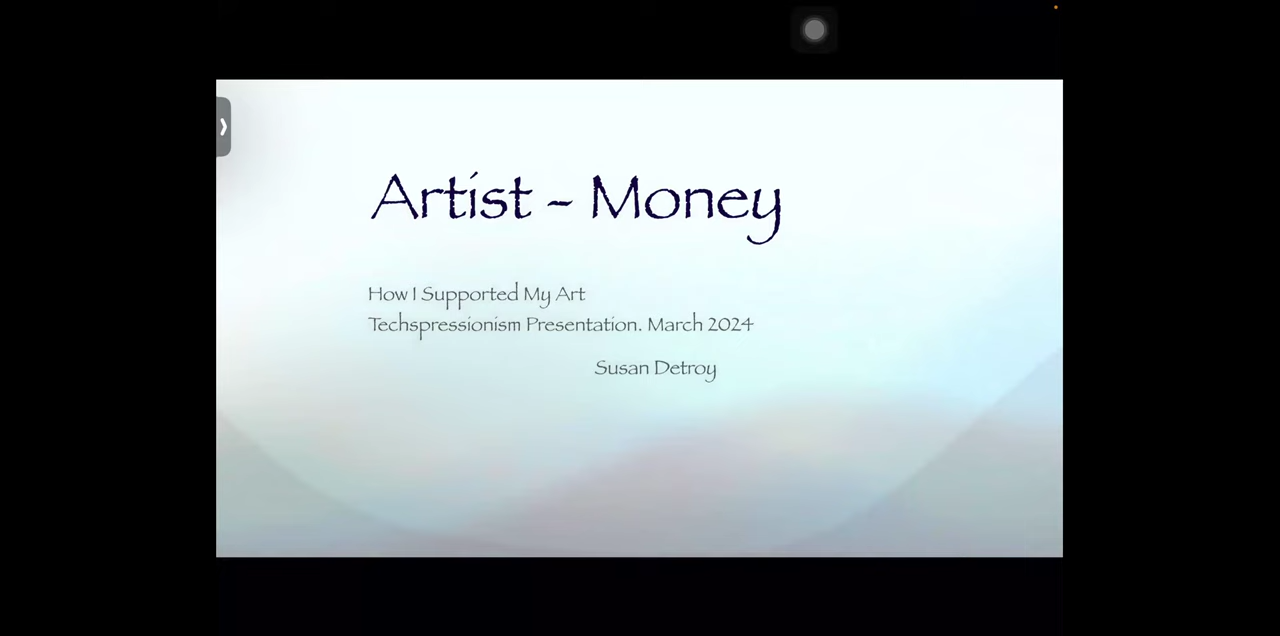 Artist - Money
How I Supported My Art
Techspressionism Presentation. March 2024
Susan Detroy